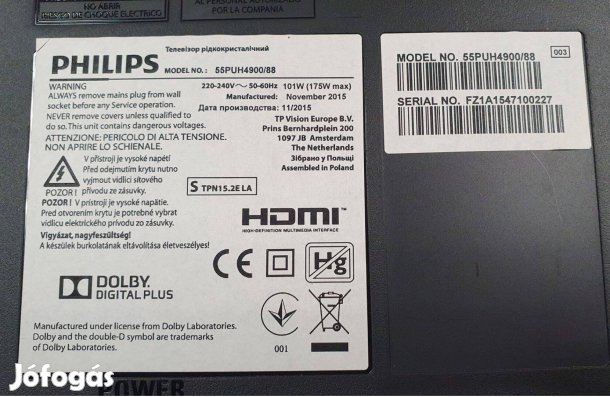 NO ABRIR
RIESGO DE CHOQUE ELECTRICO
AL PERSONAL AUTORIZADO
POR LA COMPANIA
Телевізор рідкокристалічний
PHILIPS MODEL NO. : 55PUH4900/88
WARNING
ALWAYS remove mains plug from wall
socket before any Service operation.
NEVER remove covers unless qualified to
do so.This unit contains dangerous voltages.
ATTENZIONE: PERICOLO DI ALTA TENSIONE.
NON APRIRE LO SCHIENALE.
V přístroji je vysoké napětí
Před odejmutím krytu nutno
vyjmout vidlici síťového
POZOR ! přívodu ze zásuvky.
POZOR ! V prístroji je vysoké napätie.
Pred otvorením krytu je potrebné vybrat
vidlicu elektrického prívodu zo zásuvky.
Vigyázat, nagyfeszültség!
A készülek burkolatának eltávolítása életveszélyes!
220-240V~ 50-60Hz 101W (175W max)
Manufactured: November 2015
Дата производства: 11/2015
TP Vision Europe B.V.
Prins Bernhardplein 200
1097 JB Amsterdam
The Netherlands
Зібрано у Польщі
Assembled in Poland
S TPN15.2E LA
HDMI
HIGH-DEFINITION MULTIMEDIA INTERFACE
CE Hg
DOLBY
DIGITAL PLUS
Manufactured under license from Dolby Laboratories.
Dolby and the double-D symbol are trademarks
of Dolby Laboratories.
001
MODEL NO. 55PUH4900/88
003
SERIAL NO. FZ1A1547100227
Jófogás
POWER